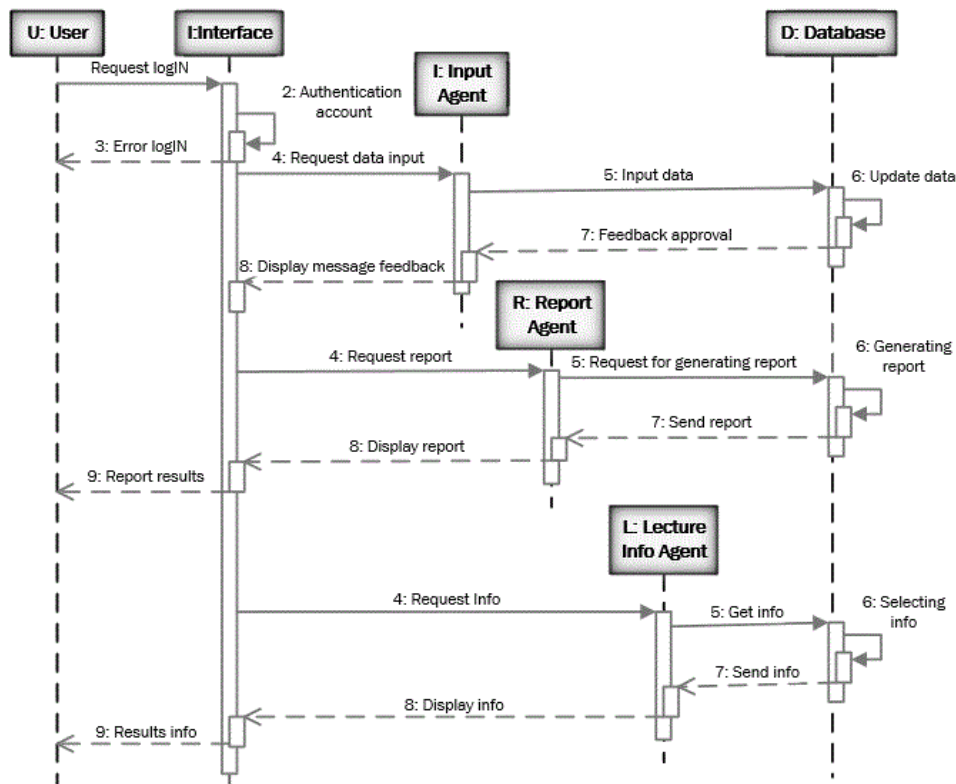 U: User
I:Interface
D: Database
I: Input
Agent
Request logIN
2: Authentication
account
3: Error logIN
4: Request data input
5: Input data
6: Update data
7: Feedback approval
8: Display message feedback
R: Report
Agent
4: Request report
5: Request for generating report
6: Generating
report
7: Send report
8: Display report
9: Report results
L: Lecture
Info Agent
4: Request Info
5: Get info
6: Selecting
info
7: Send info
8: Display info
9: Results info